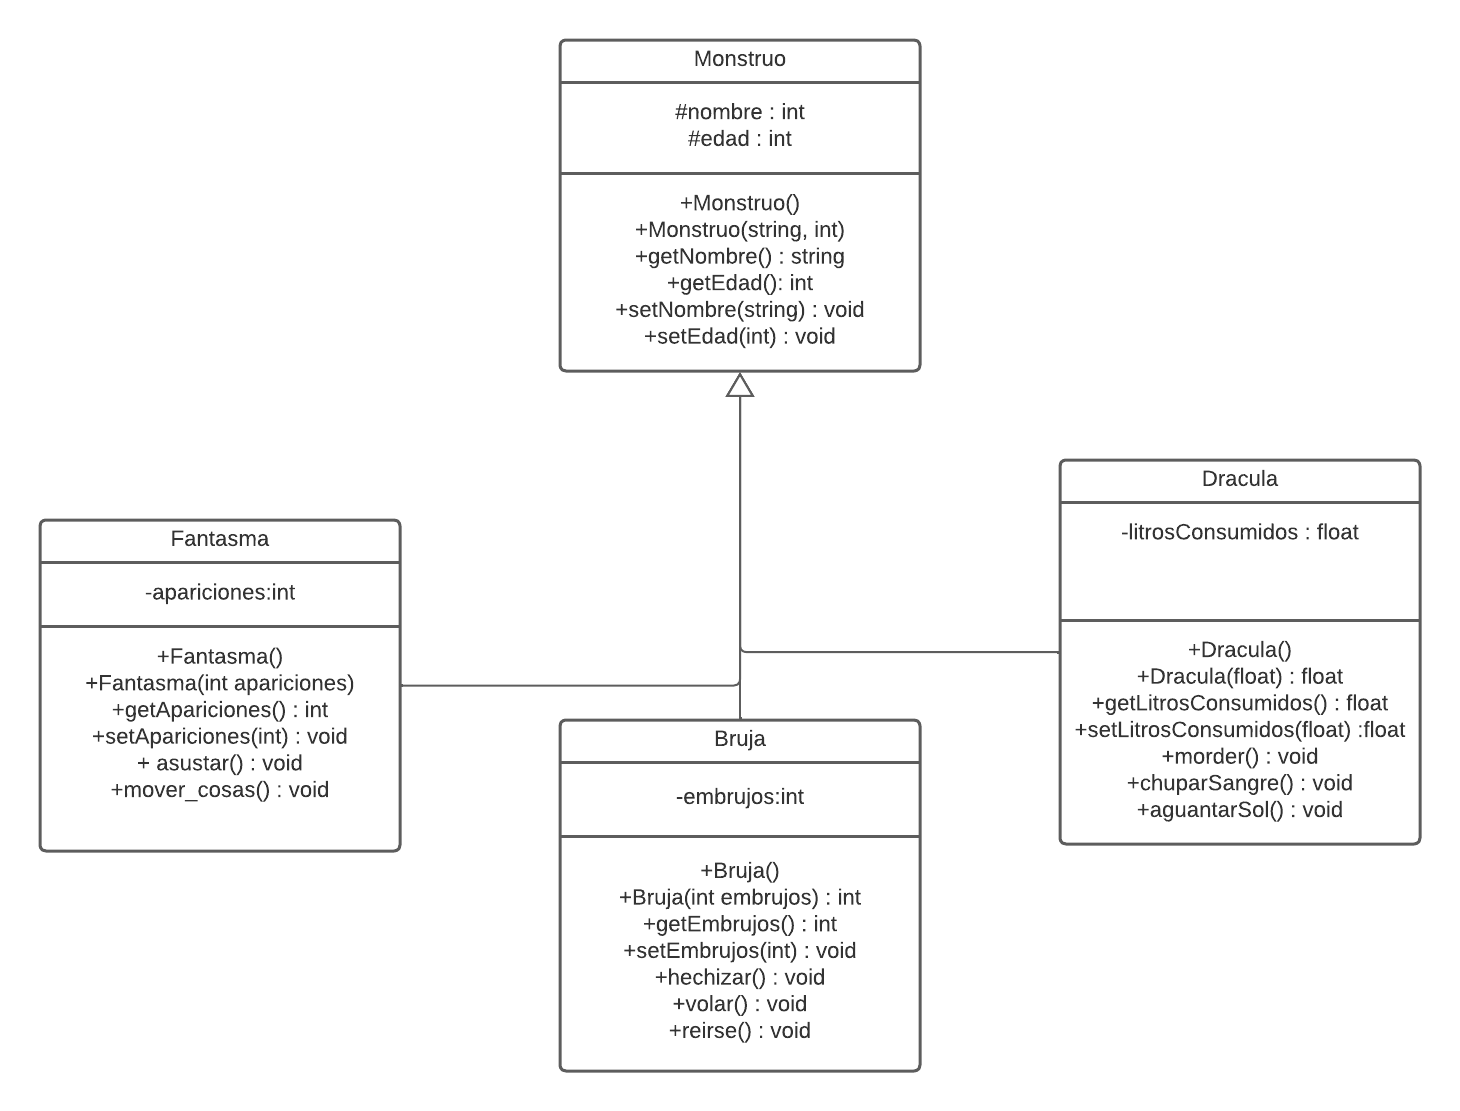 Monstruo
#nombre : int
#edad : int
+Monstruo()
+Monstruo(string, int)
+getNombre() : string
+getEdad(): int
+setNombre(string) : void
+setEdad(int) : void
Fantasma
-apariciones:int
+Fantasma()
+Fantasma(int apariciones)
+getApariciones() : int
+setApariciones(int) : void
+ asustar() : void
+mover_cosas() : void
Bruja
-embrujos:int
+Bruja()
+Bruja(int embrujos) : int
+getEmbrujos() : int
+setEmbrujos(int) : void
+hechizar() : void
+volar() : void
+reirse() : void
Dracula
-litrosConsumidos : float
+Dracula()
+Dracula(float) : float
+getLitrosConsumidos() : float
+setLitrosConsumidos(float) :float
+morder() : void
+chuparSangre() : void
+aguantarSol() : void